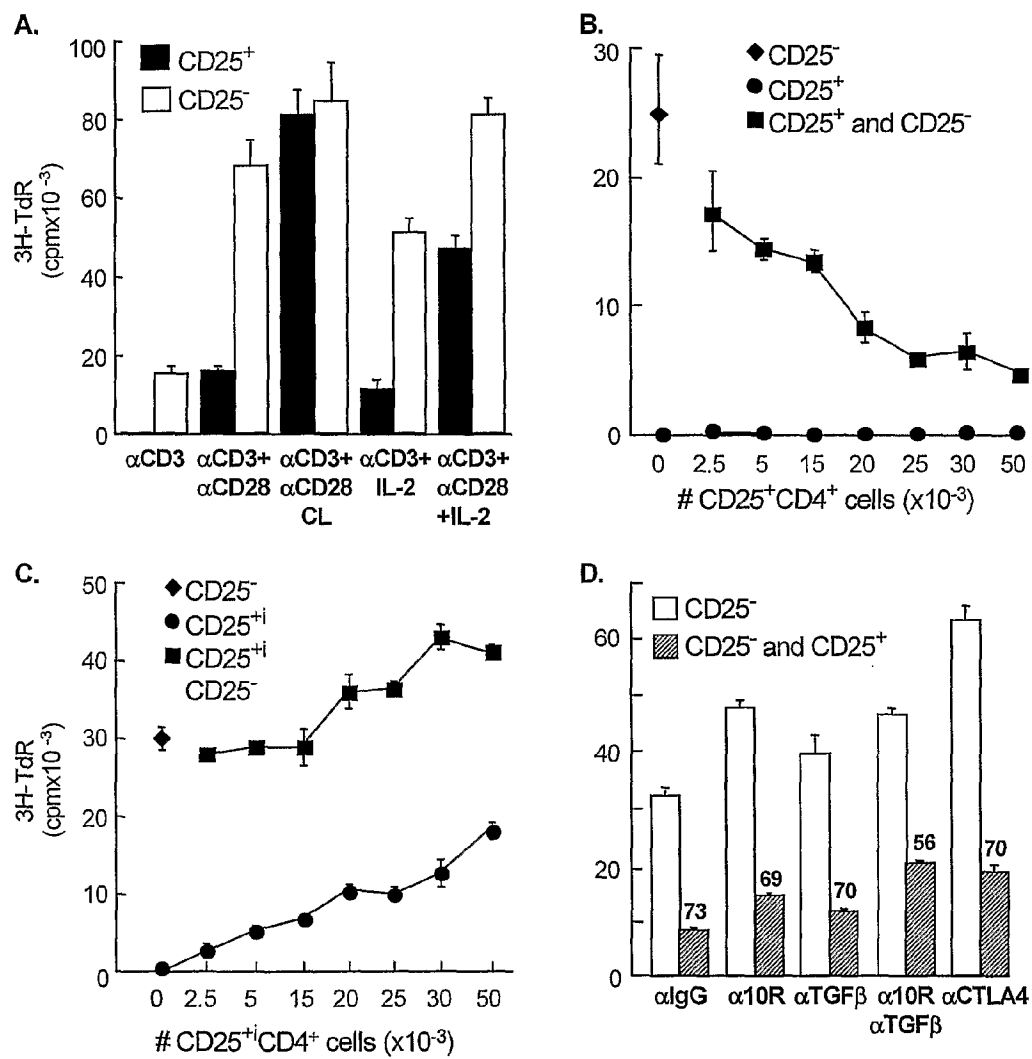 A.
CD25⁺
CD25⁻
3H-TdR
(cpmx10⁻³)
100
80
60
40
20
0
αCD3 αCD3+ αCD3+ αCD3+ αCD3+
αCD28 αCD28 IL-2 αCD28
CL +IL-2
B.
CD25⁻
CD25⁺
CD25⁺ and CD25⁻
30
20
10
0
0 2.5 5 15 20 25 30 50
# CD25⁺CD4⁺ cells (x10⁻³)
C.
CD25⁻
CD25⁺ⁱ
CD25⁺ⁱ
CD25⁻
3H-TdR
(cpmx10⁻³)
50
40
30
20
10
0
0 2.5 5 15 20 25 30 50
# CD25⁺ⁱCD4⁺ cells (x10⁻³)
D.
CD25⁻
CD25⁻ and CD25⁺
60
40
20
0
73
69
70
56
70
αIgG α10R αTGFβ α10R αCTLA4
αTGFβ